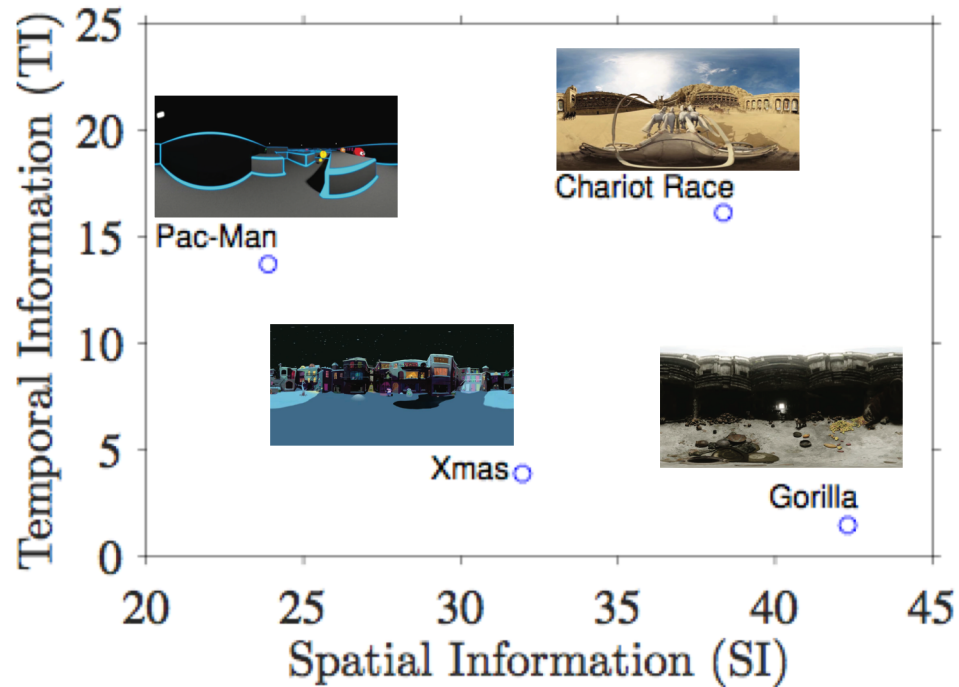 Temporal Information (TI)
25
20
15
10
5
0
Chariot Race
Pac-Man
Xmas
Gorilla
20 25 30 35 40 45
Spatial Information (SI)